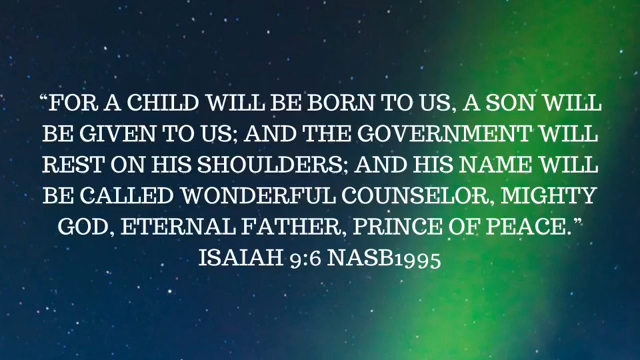 “FOR A CHILD WILL BE BORN TO US, A SON WILL
BE GIVEN TO US; AND THE GOVERNMENT WILL
REST ON HIS SHOULDERS; AND HIS NAME WILL
BE CALLED WONDERFUL COUNSELOR, MIGHTY
GOD, ETERNAL FATHER, PRINCE OF PEACE.”
ISAIAH 9:6 NASB1995